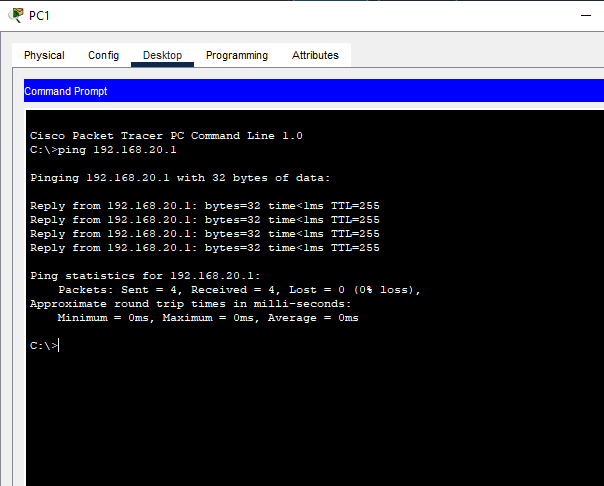 PC1
Physical Config Desktop Programming Attributes
Command Prompt
Cisco Packet Tracer PC Command Line 1.0
C:\>ping 192.168.20.1
Pinging 192.168.20.1 with 32 bytes of data:
Reply from 192.168.20.1: bytes=32 time<1ms TTL=255
Reply from 192.168.20.1: bytes=32 time<1ms TTL=255
Reply from 192.168.20.1: bytes=32 time<1ms TTL=255
Reply from 192.168.20.1: bytes=32 time<1ms TTL=255
Ping statistics for 192.168.20.1:
Packets: Sent = 4, Received = 4, Lost = 0 (0% loss),
Approximate round trip times in milli-seconds:
Minimum = 0ms, Maximum = 0ms, Average = 0ms
C:\>